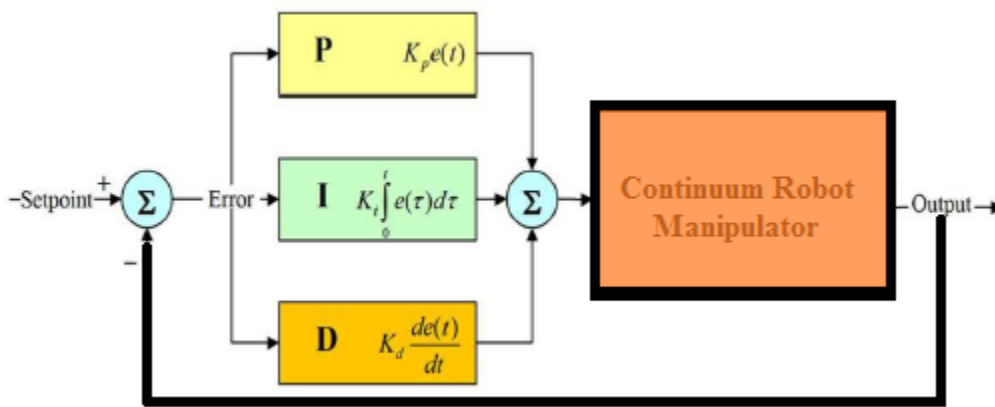 P K_p e(t)
–Setpoint + Σ Error I K_i ∫_0^t e(τ)dτ Σ Continuum Robot
Manipulator
Output
–
D K_d de(t)/dt